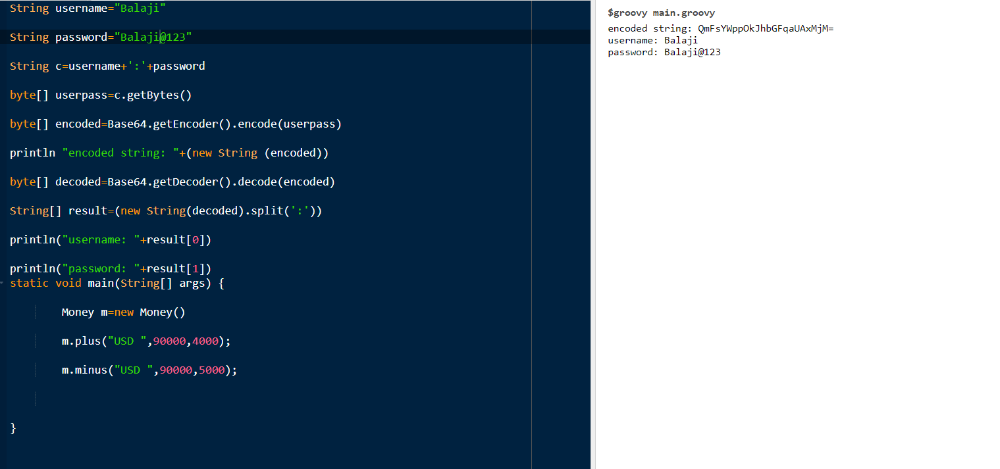 String username="Balaji"
String password="Balaji@123"
String c=username+':'+password
byte[] userpass=c.getBytes()
byte[] encoded=Base64.getEncoder().encode(userpass)
println "encoded string: "+(new String (encoded))
byte[] decoded=Base64.getDecoder().decode(encoded)
String[] result=(new String(decoded).split(':'))
println("username: "+result[0])
println("password: "+result[1])
static void main(String[] args) {
Money m=new Money()
m.plus("USD ",90000,4000);
m.minus("USD ",90000,5000);
}
$groovy main.groovy
encoded string: QmFsYWppOkJhbGFqaUAxMjM=
username: Balaji
password: Balaji@123